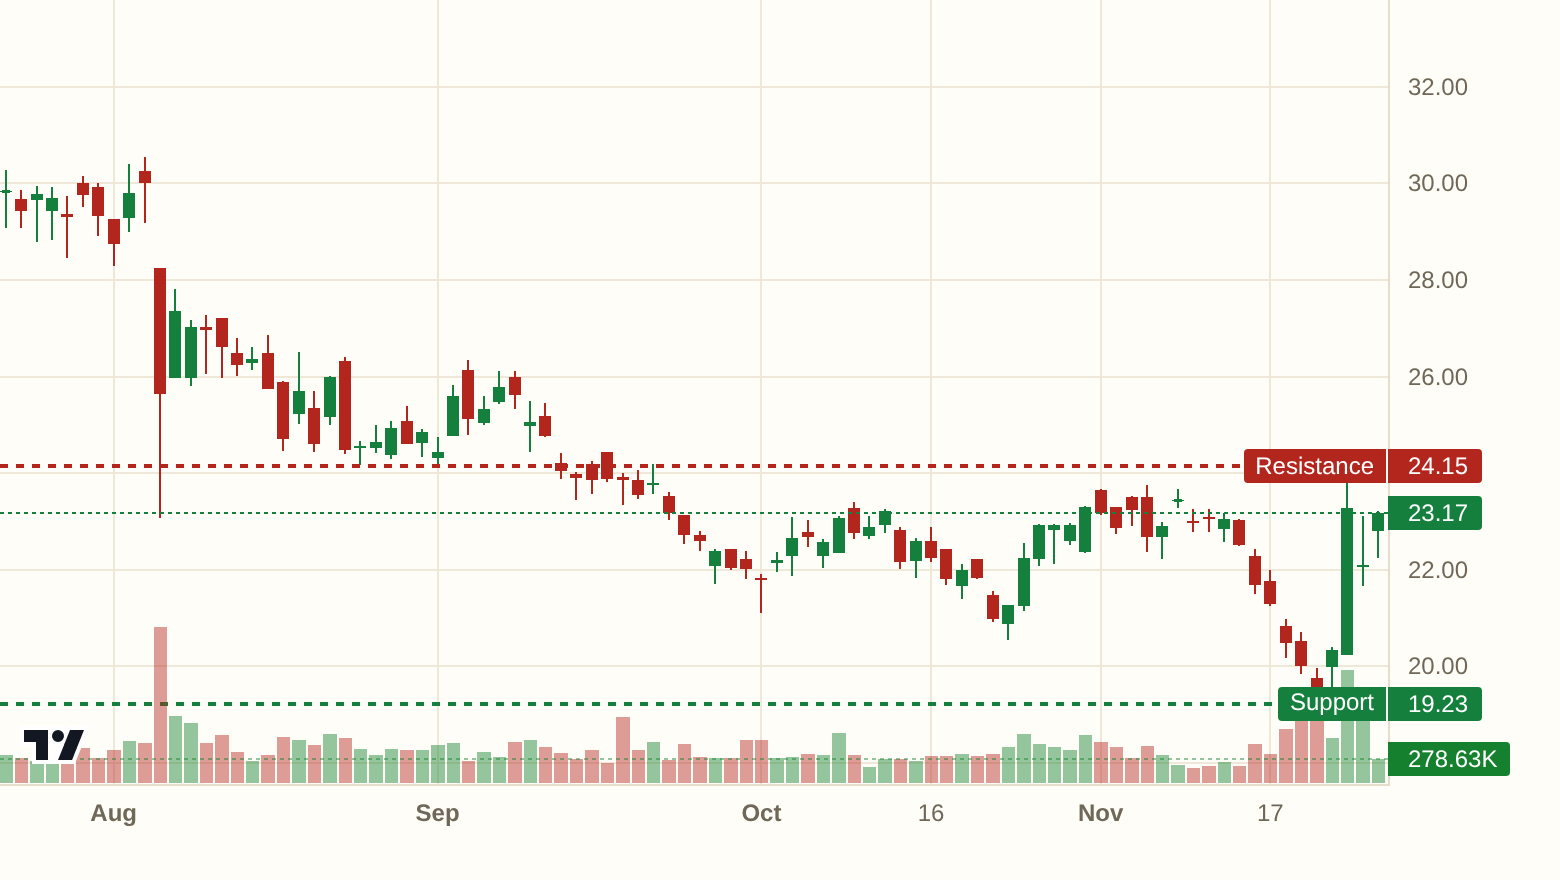 32.00
30.00
28.00
26.00
Resistance 24.15
23.17
22.00
20.00
Support 19.23
278.63K
Aug Sep Oct 16 Nov 17